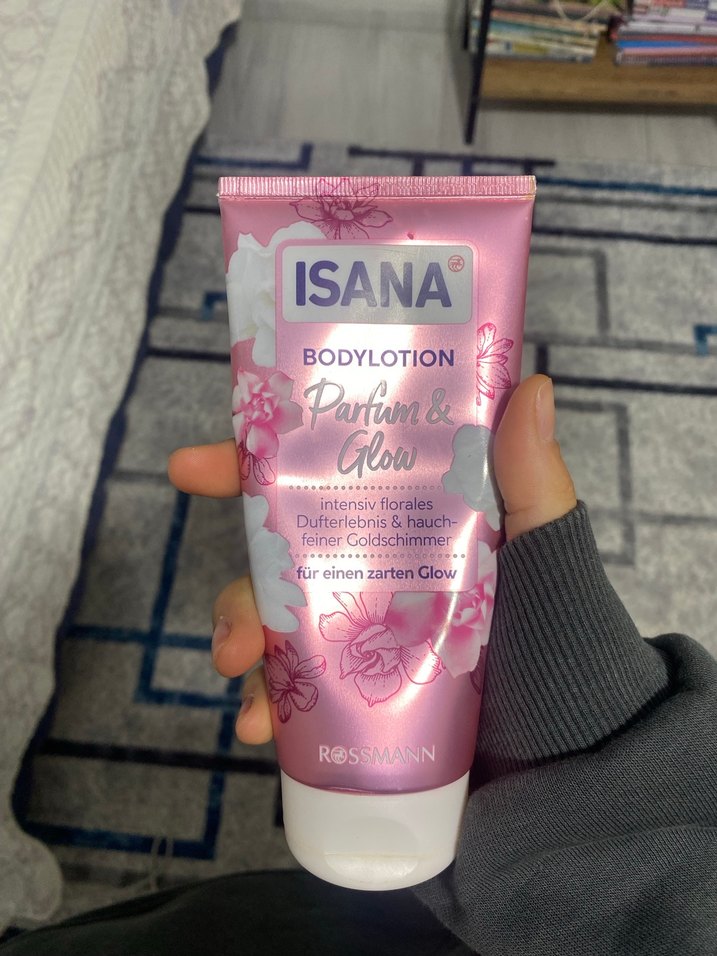 ISANA
BODYLOTION
Parfum &
Glow
intensiv florales
Dufterlebnis & hauch-
feiner Goldschimmer
für einen zarten Glow
ROSSMANN